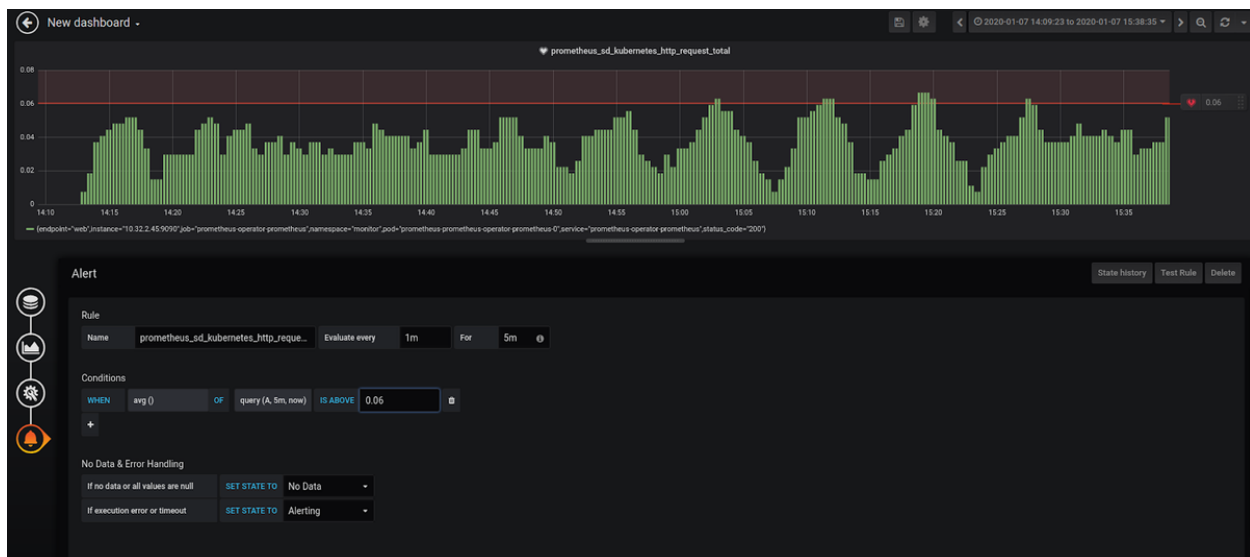 New dashboard
2020-01-07 14:09:23 to 2020-01-07 15:38:35
prometheus_sd_kubernetes_http_request_total
0.08
0.06
0.06
0.04
0.02
0
14:10 14:15 14:20 14:25 14:30 14:35 14:40 14:45 14:50 14:55 15:00 15:05 15:10 15:15 15:20 15:25 15:30 15:35
{endpoint="web",instance="10.32.2.45:9090",job="prometheus-operator-prometheus",namespace="monitor",pod="prometheus-prometheus-operator-prometheus-0",service="prometheus-operator-prometheus",status_code="200"}
Alert
State history Test Rule Delete
Rule
Name prometheus_sd_kubernetes_http_reque... Evaluate every 1m For 5m
Conditions
WHEN avg () OF query (A, 5m, now) IS ABOVE 0.06
+
No Data & Error Handling
If no data or all values are null SET STATE TO No Data
If execution error or timeout SET STATE TO Alerting